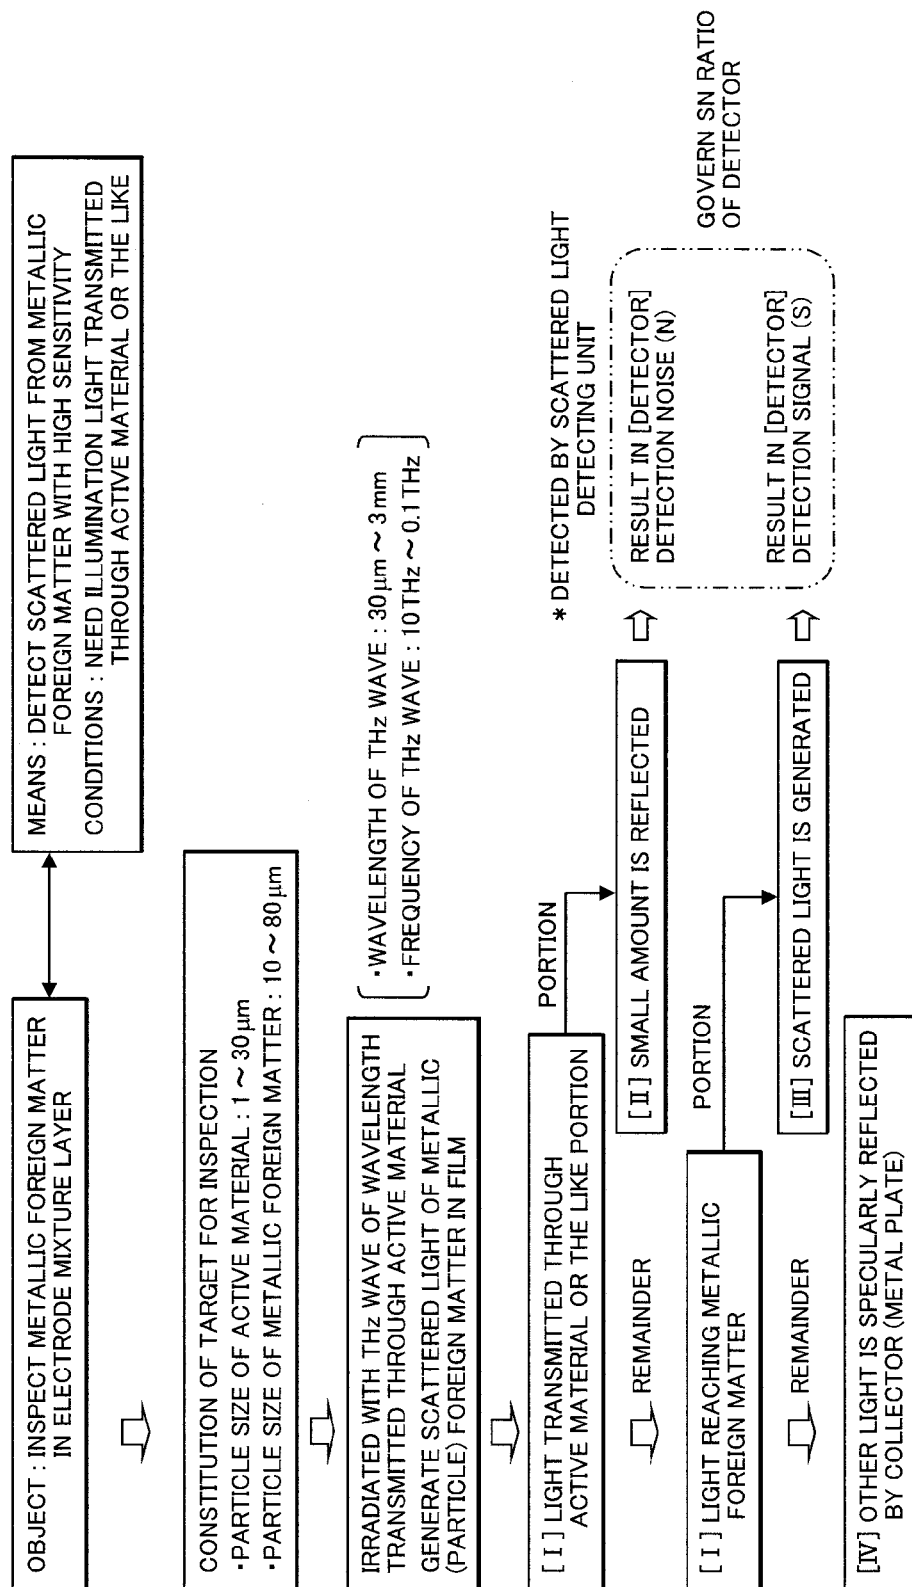 OBJECT : INSPECT METALLIC FOREIGN MATTER
IN ELECTRODE MIXTURE LAYER
MEANS : DETECT SCATTERED LIGHT FROM METALLIC
FOREIGN MATTER WITH HIGH SENSITIVITY
CONDITIONS : NEED ILLUMINATION LIGHT TRANSMITTED
THROUGH ACTIVE MATERIAL OR THE LIKE
CONSTITUTION OF TARGET FOR INSPECTION
・PARTICLE SIZE OF ACTIVE MATERIAL : 1 ~ 30μm
・PARTICLE SIZE OF METALLIC FOREIGN MATTER : 10 ~ 80μm
IRRADIATED WITH THz WAVE OF WAVELENGTH
TRANSMITTED THROUGH ACTIVE MATERIAL
GENERATE SCATTERED LIGHT OF METALLIC
(PARTICLE) FOREIGN MATTER IN FILM
・WAVELENGTH OF THz WAVE : 30μm ~ 3mm
・FREQUENCY OF THz WAVE : 10THz ~ 0.1THz
[Ⅰ] LIGHT TRANSMITTED THROUGH
ACTIVE MATERIAL OR THE LIKE PORTION
PORTION
* DETECTED BY SCATTERED LIGHT
DETECTING UNIT
[Ⅱ] SMALL AMOUNT IS REFLECTED
RESULT IN [DETECTOR]
DETECTION NOISE (N)
REMAINDER
[Ⅰ] LIGHT REACHING METALLIC
FOREIGN MATTER
PORTION
[Ⅲ] SCATTERED LIGHT IS GENERATED
RESULT IN [DETECTOR]
DETECTION SIGNAL (S)
GOVERN SN RATIO
OF DETECTOR
REMAINDER
[Ⅳ] OTHER LIGHT IS SPECULARLY REFLECTED
BY COLLECTOR (METAL PLATE)